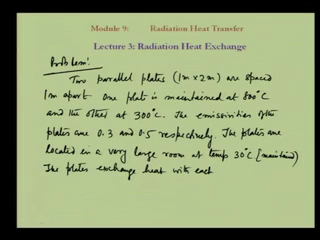 Module 9: Radiation Heat Transfer
Lecture 3: Radiation Heat Exchange
Problem:
Two parallel plates (1m x 2m) are spaced
1m apart. One plate is maintained at 800°C
and the other at 300°C. The emissivities of the
plates are 0.3 and 0.5 respectively. The plates are
located in a very large room at temp 30°C [maintained]
The plates exchange heat with each